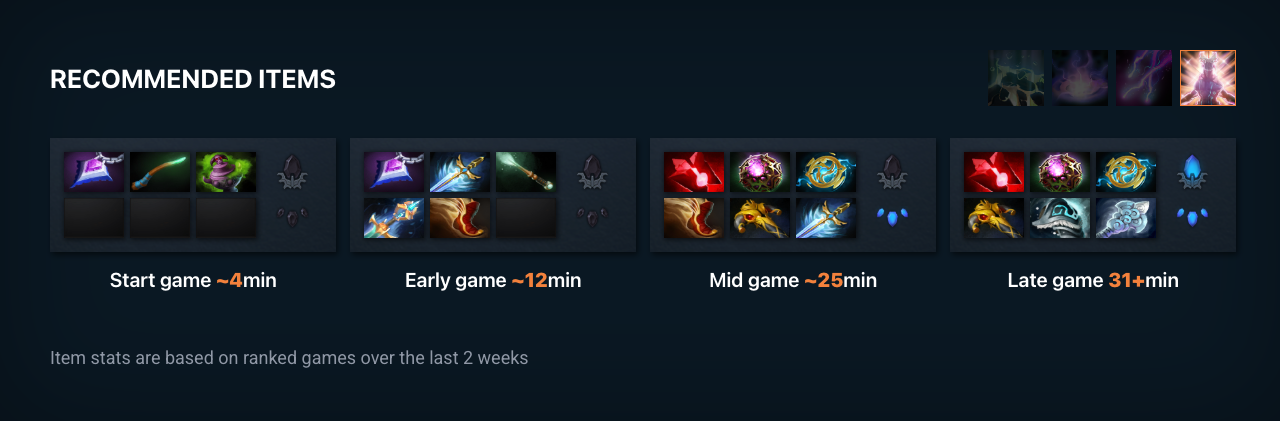 RECOMMENDED ITEMS
Start game ~4min
Early game ~12min
Mid game ~25min
Late game 31+min
Item stats are based on ranked games over the last 2 weeks